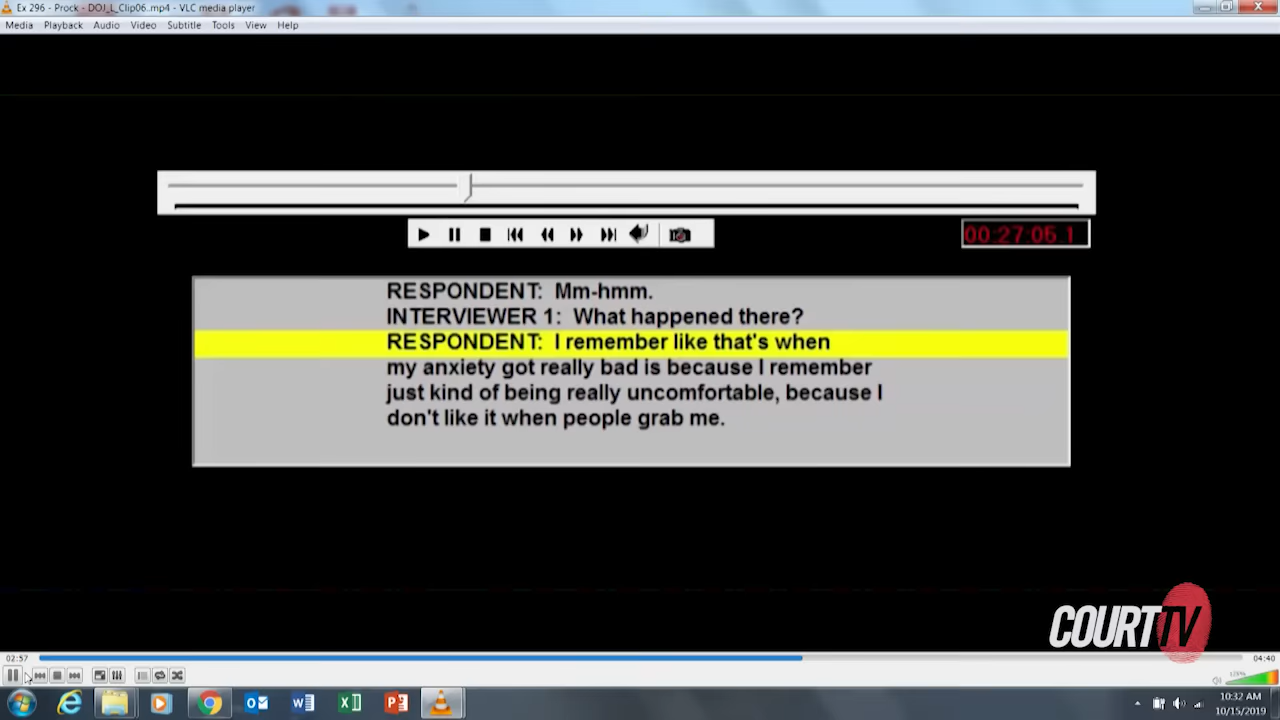 Ex 296 - Prock - DOJ_L_Clip06..mp4 - VLC media player
Media Playback Audio Video Subtitle Tools View Help
00:27:05.1
RESPONDENT: Mm-hmm.
INTERVIEWER 1: What happened there?
RESPONDENT: I remember like that's when
my anxiety got really bad is because I remember
just kind of being really uncomfortable, because I
don't like it when people grab me.
COURT TV
02:57
04:40
10:32 AM
10/15/2019